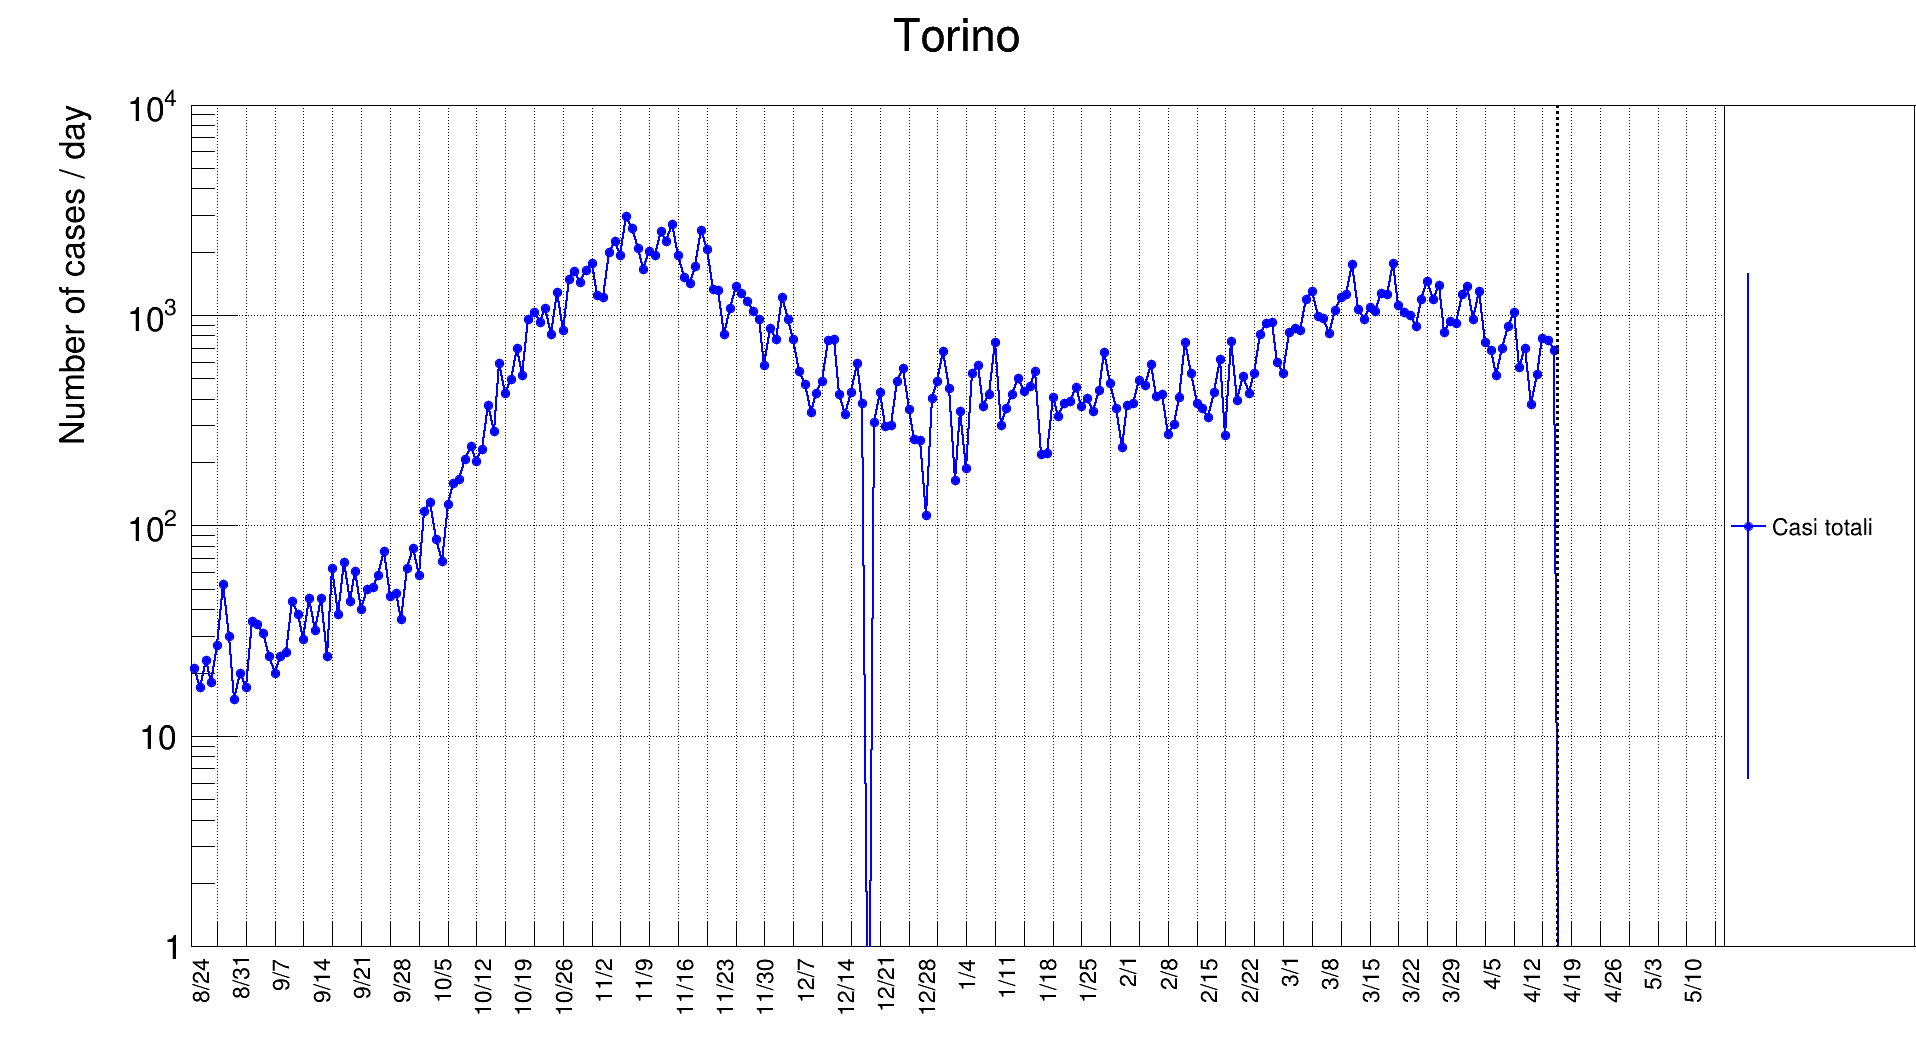 Torino
Number of cases / day
10^4
10^3
10^2
10
1
8/24 8/31 9/7 9/14 9/21 9/28 10/5 10/12 10/19 10/26 11/2 11/9 11/16 11/23 11/30 12/7 12/14 12/21 12/28 1/4 1/11 1/18 1/25 2/1 2/8 2/15 2/22 3/1 3/8 3/15 3/22 3/29 4/5 4/12 4/19 4/26 5/3 5/10
Casi totali